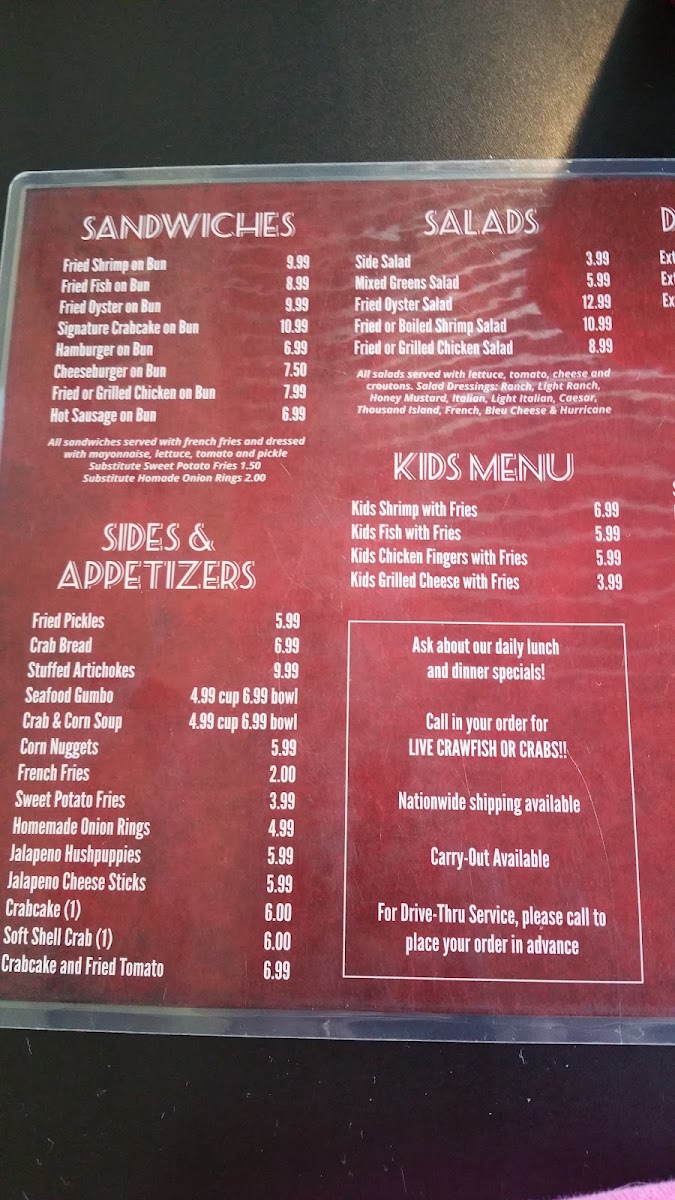 SANDWICHES
Fried Shrimp on Bun 9.99
Fried Fish on Bun 8.99
Fried Oyster on Bun 9.99
Signature Crabcake on Bun 10.99
Hamburger on Bun 6.99
Cheeseburger on Bun 7.50
Fried or Grilled Chicken on Bun 7.99
Hot Sausage on Bun 6.99
All sandwiches served with french fries and dressed
with mayonnaise, lettuce, tomato and pickle
Substitute Sweet Potato Fries 1.50
Substitute Homade Onion Rings 2.00
SIDES &
APPETIZERS
Fried Pickles 5.99
Crab Bread 6.99
Stuffed Artichokes 9.99
Seafood Gumbo 4.99 cup 6.99 bowl
Crab & Corn Soup 4.99 cup 6.99 bowl
Corn Nuggets 5.99
French Fries 2.00
Sweet Potato Fries 3.99
Homemade Onion Rings 4.99
Jalapeno Hushpuppies 5.99
Jalapeno Cheese Sticks 5.99
Crabcake (1) 6.00
Soft Shell Crab (1) 6.00
Crabcake and Fried Tomato 6.99
SALADS
Side Salad 3.99
Mixed Greens Salad 5.99
Fried Oyster Salad 12.99
Fried or Boiled Shrimp Salad 10.99
Fried or Grilled Chicken Salad 8.99
All salads served with lettuce, tomato, cheese and
croutons. Salad Dressings: Ranch, Light Ranch,
Honey Mustard, Italian, Light Italian, Caesar,
Thousand Island, French, Bleu Cheese & Hurricane
KIDS MENU
Kids Shrimp with Fries 6.99
Kids Fish with Fries 5.99
Kids Chicken Fingers with Fries 5.99
Kids Grilled Cheese with Fries 3.99
Ask about our daily lunch
and dinner specials!
Call in your order for
LIVE CRAWFISH OR CRABS!!
Nationwide shipping available
Carry-Out Available
For Drive-Thru Service, please call to
place your order in advance
D
Ext
Ext
Ex